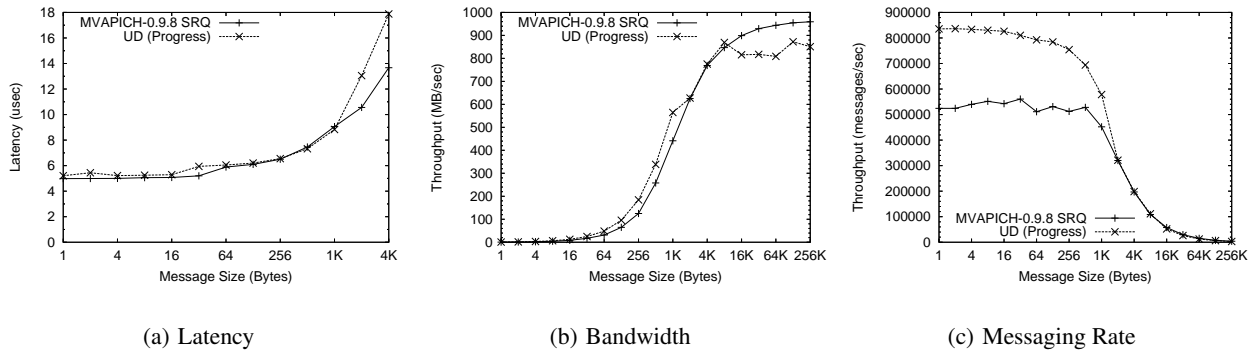 18
16
14
12
10
8
6
4
2
0
Latency (usec)
MVAPICH-0.9.8 SRQ
UD (Progress)
1 4 16 64 256 1K 4K
Message Size (Bytes)
(a) Latency
1000
900
800
700
600
500
400
300
200
100
0
Throughput (MB/sec)
MVAPICH-0.9.8 SRQ
UD (Progress)
1 4 16 64 256 1K 4K 16K 64K 256K
Message Size (Bytes)
(b) Bandwidth
900000
800000
700000
600000
500000
400000
300000
200000
100000
0
Throughput (messages/sec)
MVAPICH-0.9.8 SRQ
UD (Progress)
1 4 16 64 256 1K 4K 16K 64K 256K
Message Size (Bytes)
(c) Messaging Rate